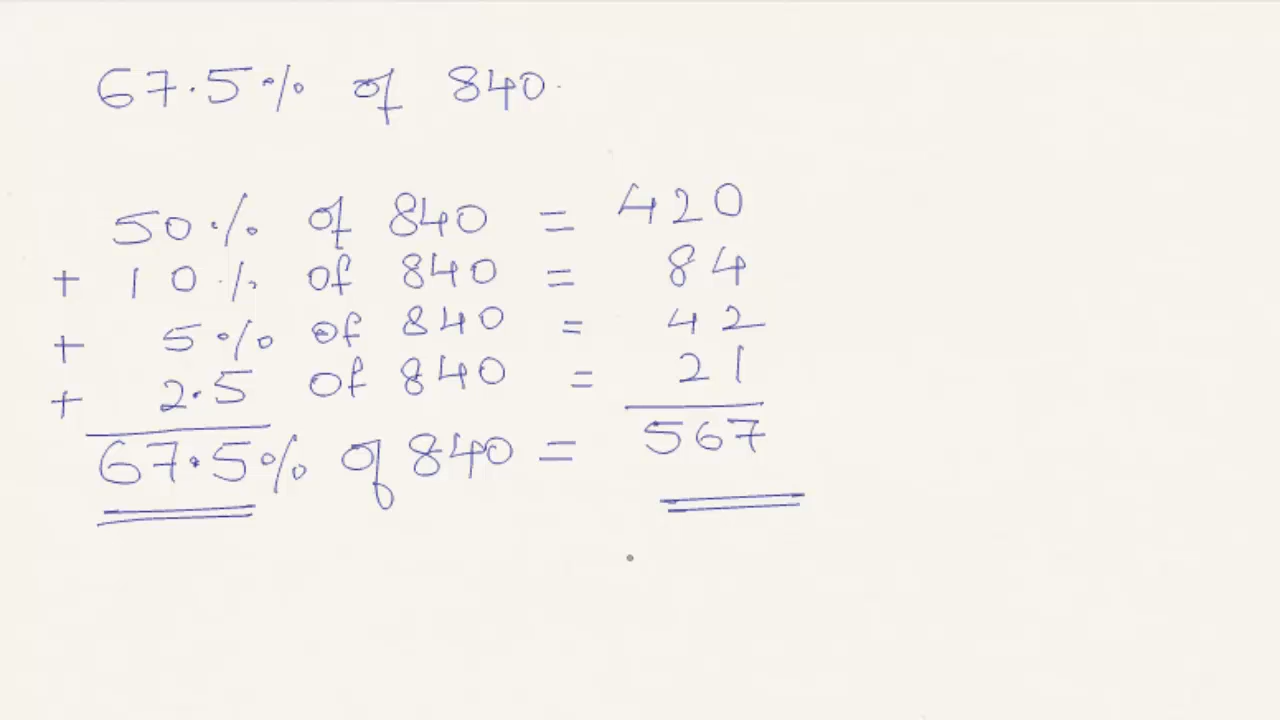 67.5% of 840
50% of 840 = 420
+ 10% of 840 = 84
+ 5% of 840 = 42
+ 2.5 of 840 = 21
67.5% of 840 = 567